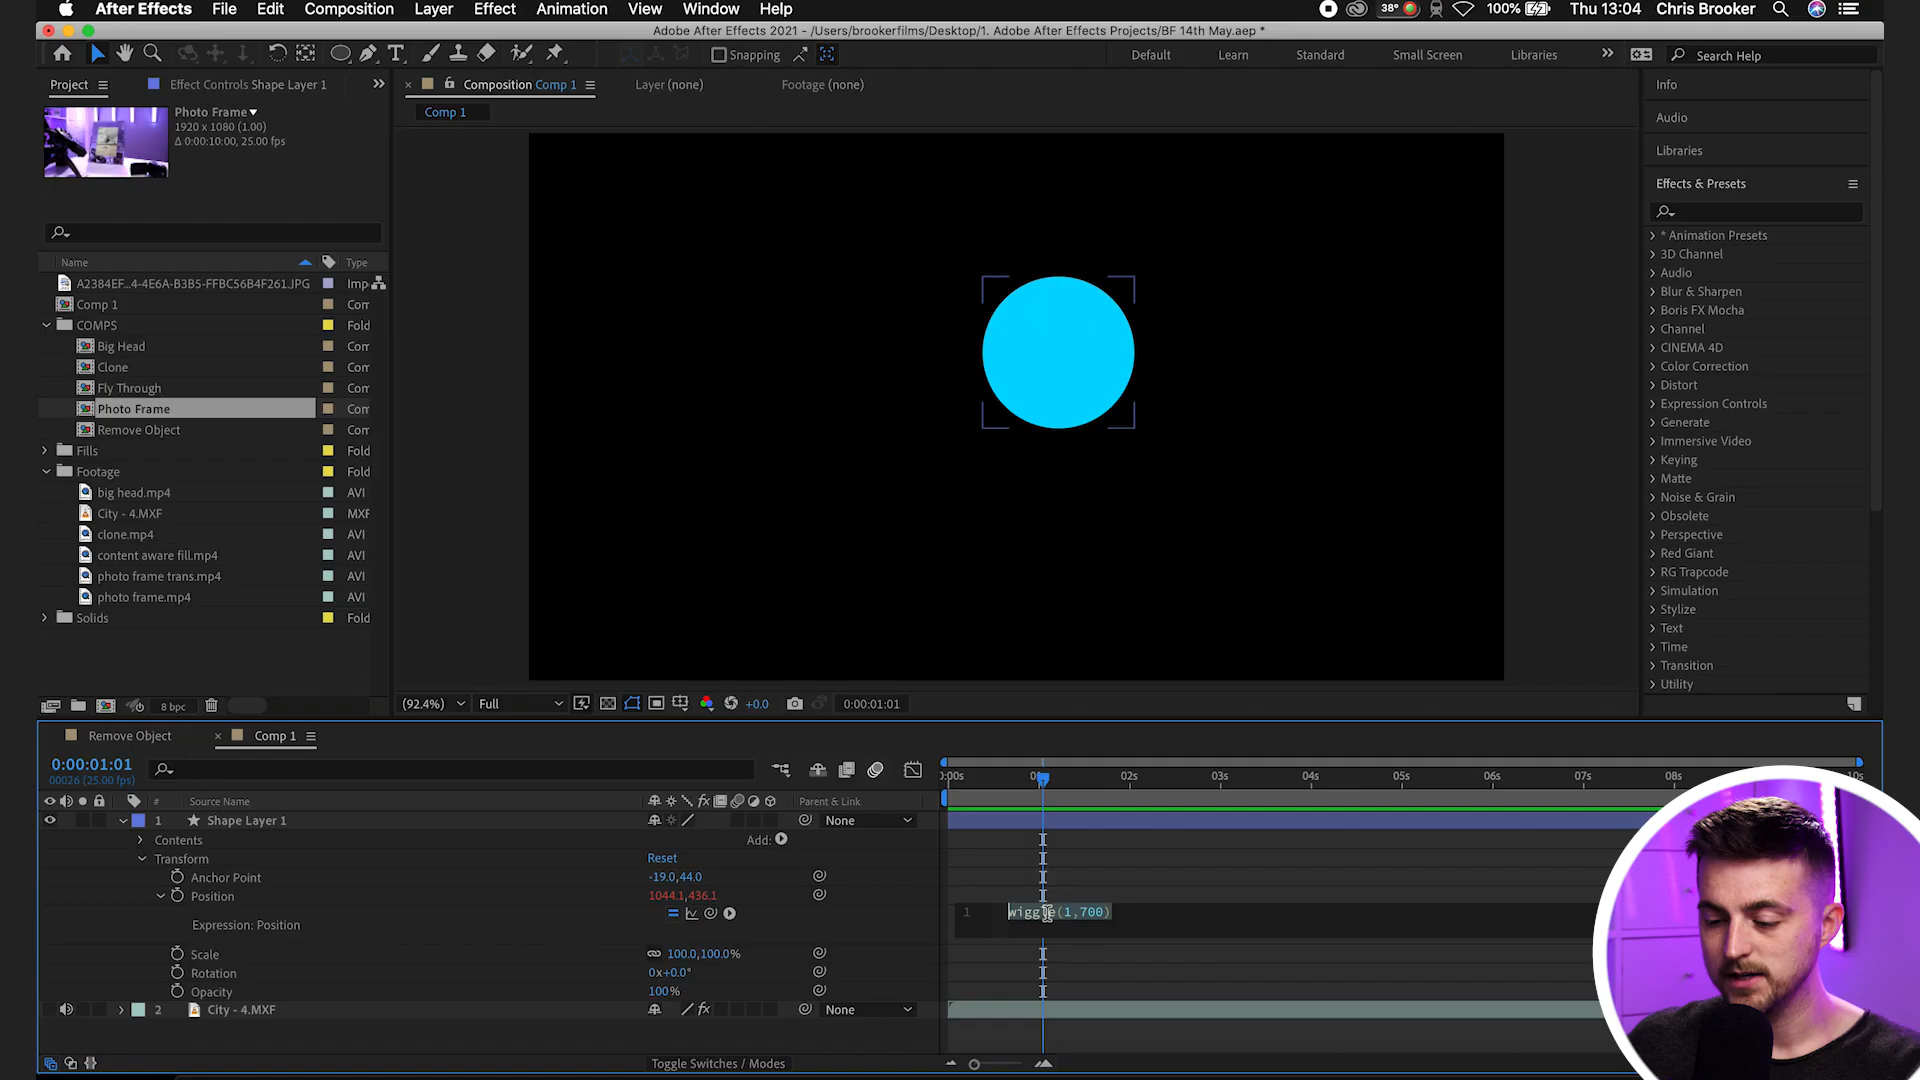 After Effects File Edit Composition Layer Effect Animation View Window Help 38° 100% Thu 13:04 Chris Brooker
Adobe After Effects 2021 - /Users/brookerfilms/Desktop/1. Adobe After Effects Projects/BF 14th May.aep *
Snapping Default Learn Standard Small Screen Libraries Search Help
Project Effect Controls Shape Layer 1 Composition Comp 1 Layer (none) Footage (none) Info
Photo Frame
1920 x 1080 (1.00)
Δ 0:00:10:00, 25.00 fps
Comp 1
Audio
Libraries
Effects & Presets
* Animation Presets
3D Channel
Audio
Blur & Sharpen
Boris FX Mocha
Channel
CINEMA 4D
Color Correction
Distort
Expression Controls
Generate
Immersive Video
Keying
Matte
Noise & Grain
Obsolete
Perspective
Red Giant
RG Trapcode
Simulation
Stylize
Text
Time
Transition
Utility
Name Type
A2384EF...4-4E6A-B3B5-FFBC56B4F261.JPG Imp
Comp 1 Com
COMPS Fold
Big Head Com
Clone Com
Fly Through Com
Photo Frame Com
Remove Object Com
Fills Fold
Footage Fold
big head.mp4 AVI
City - 4.MXF MXF
clone.mp4 AVI
content aware fill.mp4 AVI
photo frame trans.mp4 AVI
photo frame.mp4 AVI
Solids Fold
8 bpc (92.4%) Full +0.0 0:00:01:01
Remove Object Comp 1
0:00:01:01
00026 (25.00 fps)
:00s 02s 03s 04s 05s 06s 07s 08s 10s
# Source Name fx Parent & Link
1 Shape Layer 1 None
Contents Add:
Transform Reset
Anchor Point -19.0,44.0
Position 1044.1,436.1
1 wiggle(1,700)
Expression: Position
Scale 100.0,100.0%
Rotation 0x+0.0°
Opacity 100%
2 City - 4.MXF fx None
Toggle Switches / Modes